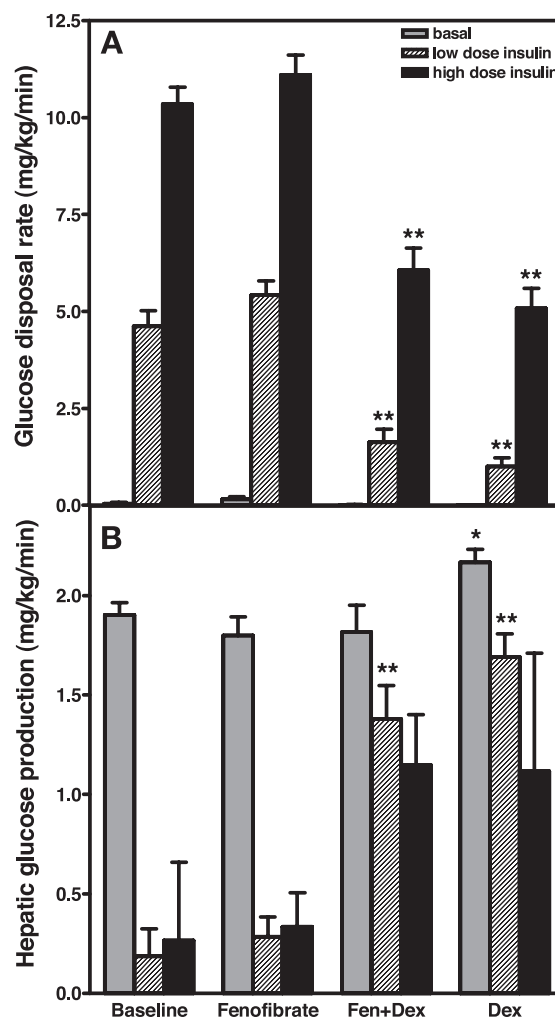 A
basal
low dose insulin
high dose insulin
Glucose disposal rate (mg/kg/min)
12.5
10.0
7.5
5.0
2.5
0.0
**
**
**
**
B
Hepatic glucose production (mg/kg/min)
2.0
1.5
1.0
0.5
0.0
*
**
**
Baseline Fenofibrate Fen+Dex Dex